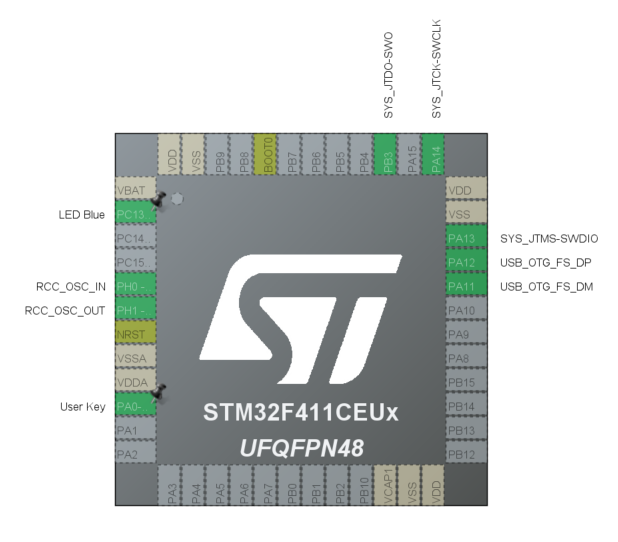 SYS_JTDO-SWO
SYS_JTCK-SWCLK
VDD
VSS
PB9
PB8
BOOT0
PB7
PB6
PB5
PB4
PB3
PA15
PA14
VBAT
LED Blue
PC13..
PC14..
PC15..
RCC_OSC_IN
PH0 -..
RCC_OSC_OUT
PH1 -..
NRST
VSSA
VDDA
User Key
PA0-..
PA1
PA2
VDD
VSS
PA13
SYS_JTMS-SWDIO
PA12
USB_OTG_FS_DP
PA11
USB_OTG_FS_DM
PA10
PA9
PA8
PB15
PB14
PB13
PB12
STM32F411CEUx
UFQFPN48
PA3
PA4
PA5
PA6
PA7
PB0
PB1
PB2
PB10
VCAP1
VSS
VDD